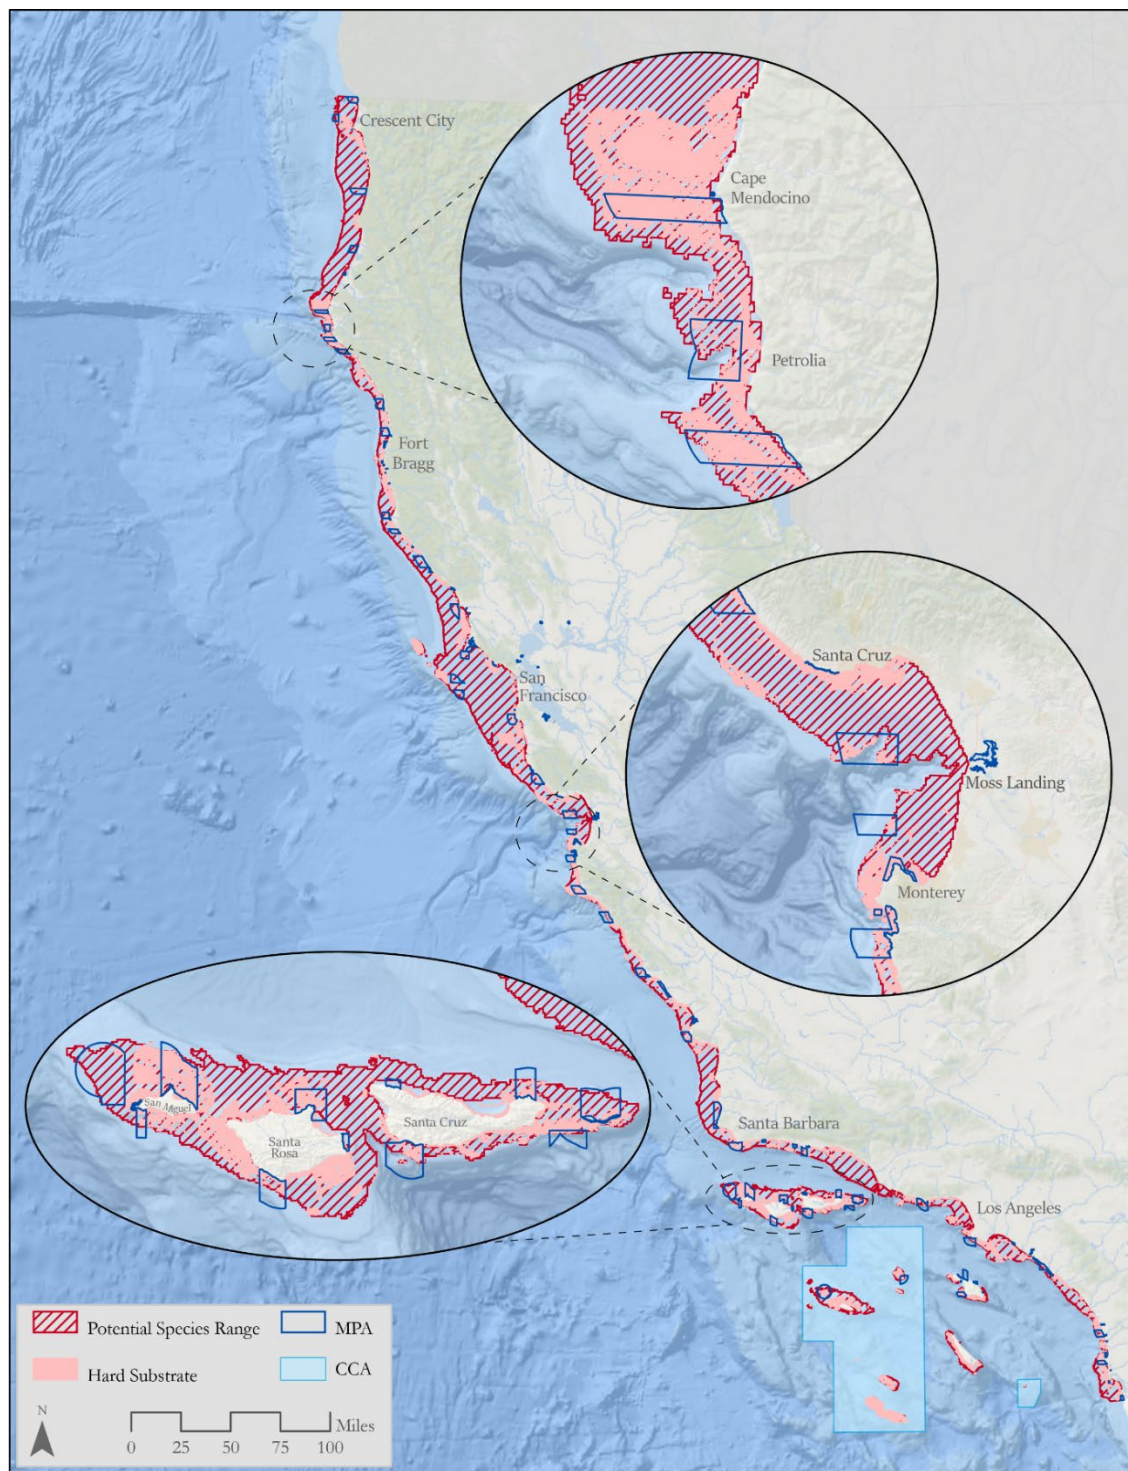 Crescent City
Cape
Mendocino
Petrolia
Fort
Bragg
San
Francisco
Santa Cruz
Moss Landing
Monterey
San Miguel
Santa
Rosa
Santa Cruz
Santa Barbara
Los Angeles
Potential Species Range
MPA
Hard Substrate
CCA
N
Miles
0 25 50 75 100